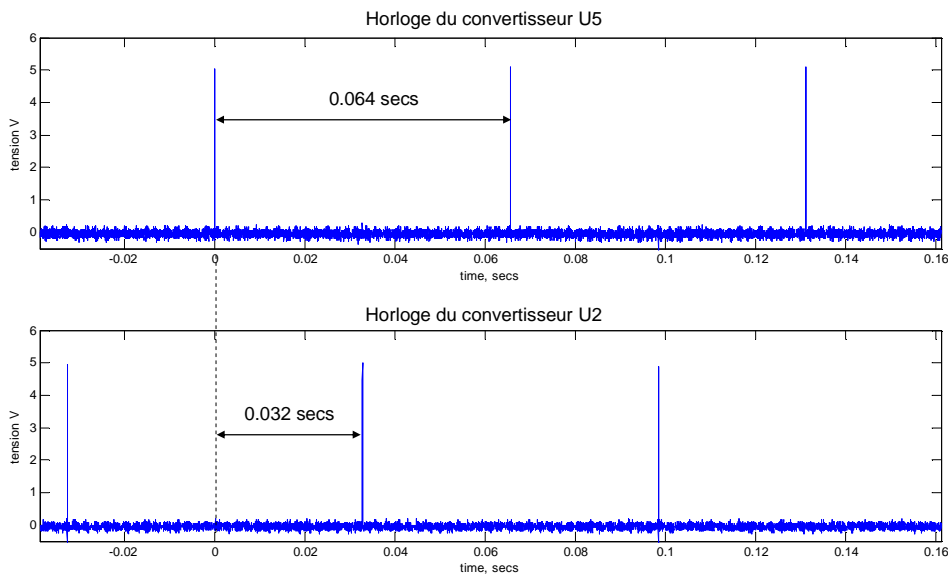 Horloge du convertisseur U5
6
5
4
3
2
1
0
tension V
0.064 secs
-0.02 0 0.02 0.04 0.06 0.08 0.1 0.12 0.14 0.16
time, secs
Horloge du convertisseur U2
6
5
4
3
2
1
0
tension V
0.032 secs
-0.02 0 0.02 0.04 0.06 0.08 0.1 0.12 0.14 0.16
time, secs